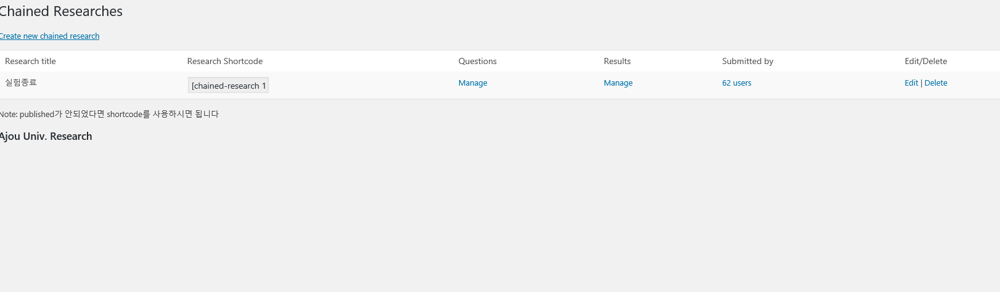 Chained Researches
Create new chained research
Research title Research Shortcode Questions Results Submitted by Edit/Delete
실험종료 [chained-research 1 Manage Manage 62 users Edit | Delete
Note: published가 안되었다면 shortcode를 사용하시면 됩니다
Ajou Univ. Research